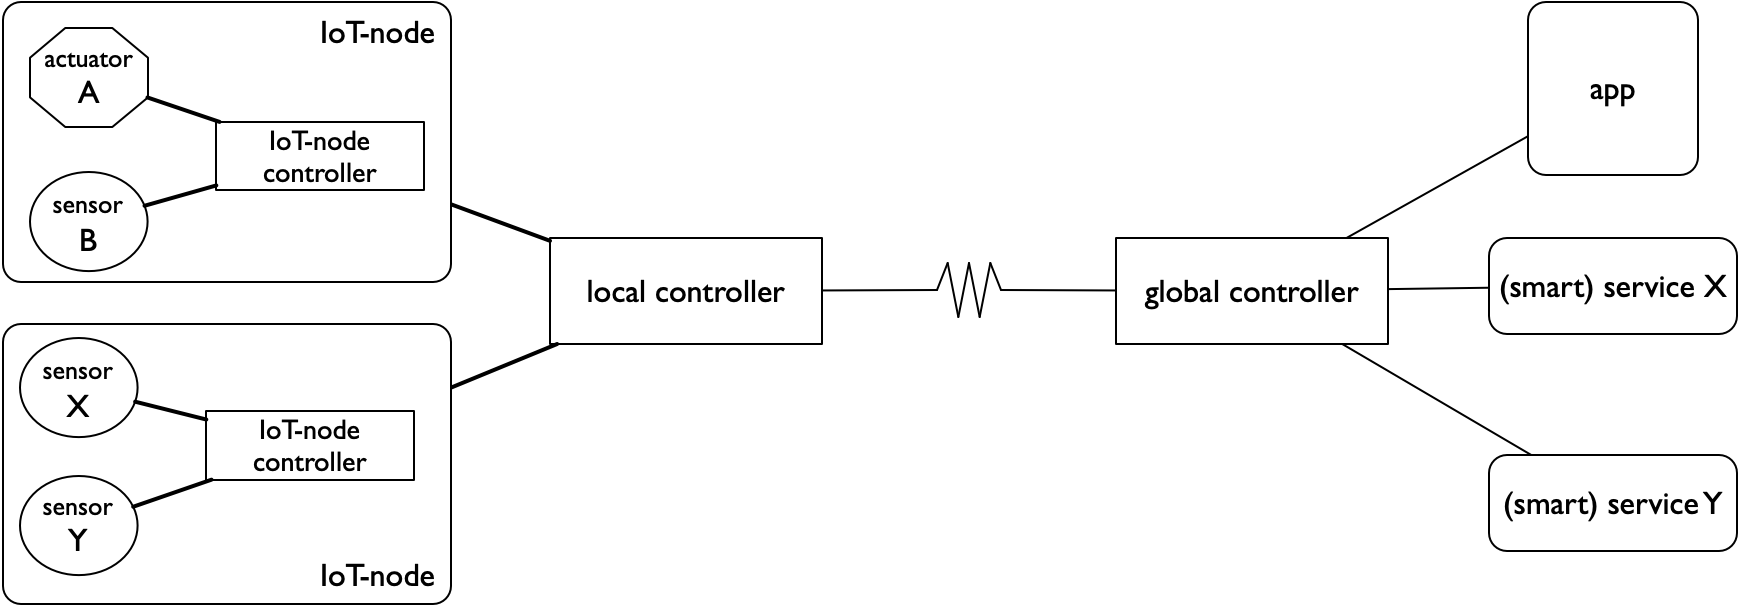 IoT-node
actuator
A
IoT-node
controller
sensor
B
sensor
X
IoT-node
controller
sensor
Y
IoT-node
local controller
global controller
app
(smart) service X
(smart) service Y